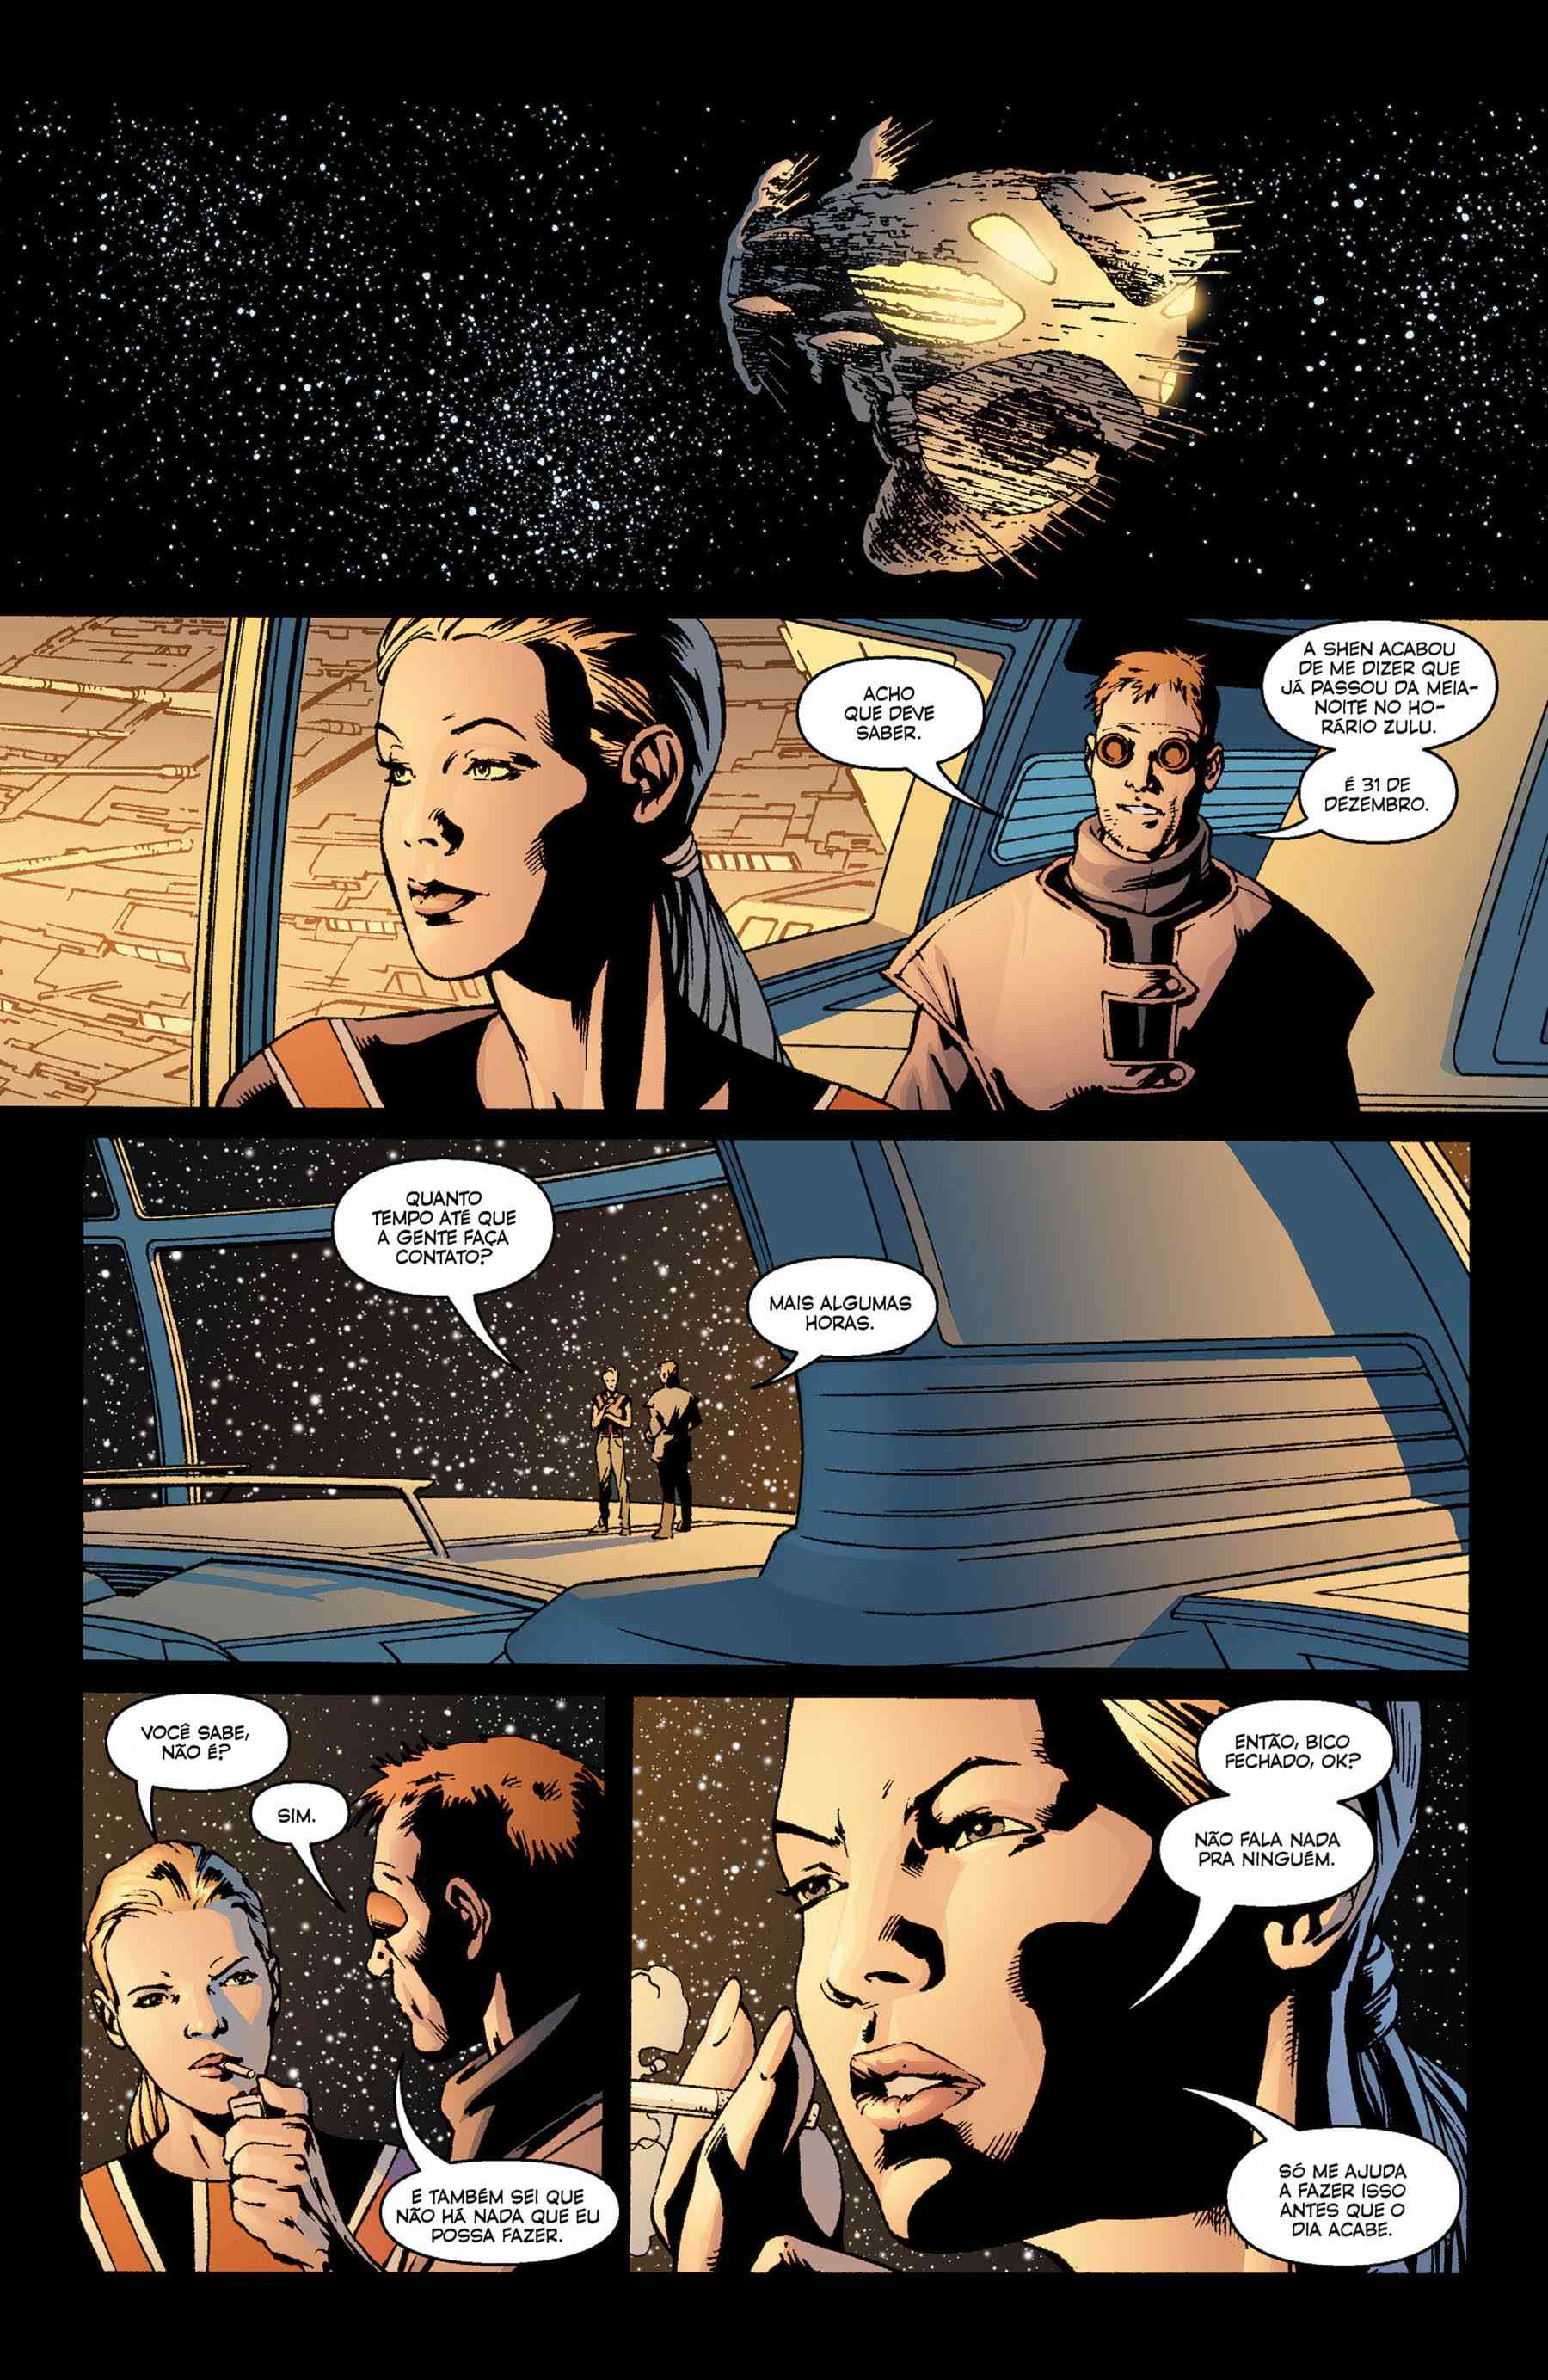 ACHO
QUE DEVE
SABER.
A SHEN ACABOU
DE ME DIZER QUE
JÁ PASSOU DA MEIA-
NOITE NO HO-
RÁRIO ZULU.
É 31 DE
DEZEMBRO.
QUANTO
TEMPO ATÉ QUE
A GENTE FAÇA
CONTATO?
MAIS ALGUMAS
HORAS.
VOCÊ SABE,
NÃO É?
SIM.
E TAMBÉM SEI QUE
NÃO HÁ NADA QUE EU
POSSA FAZER.
ENTÃO, BICO
FECHADO, OK?
NÃO FALA NADA
PRA NINGUÉM.
SÓ ME AJUDA
A FAZER ISSO
ANTES QUE O
DIA ACABE.